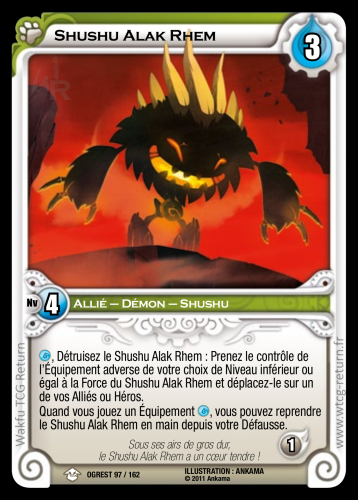 SHUSHU ALAK RHEM
3
Nv 4
ALLIÉ – DÉMON – SHUSHU
, Détruisez le Shushu Alak Rhem : Prenez le contrôle de
l'Équipement adverse de votre choix de Niveau inférieur ou
égal à la Force du Shushu Alak Rhem et déplacez-le sur un
de vos Alliés ou Héros.
Quand vous jouez un Équipement , vous pouvez reprendre
le Shushu Alak Rhem en main depuis votre Défausse.
Sous ses airs de gros dur,
le Shushu Alak Rhem a un cœur tendre !
1
OGREST 97 / 162
ILLUSTRATION : ANKAMA
© 2011 Ankama
Wakfu TCG Return
www.wtcg-return.fr